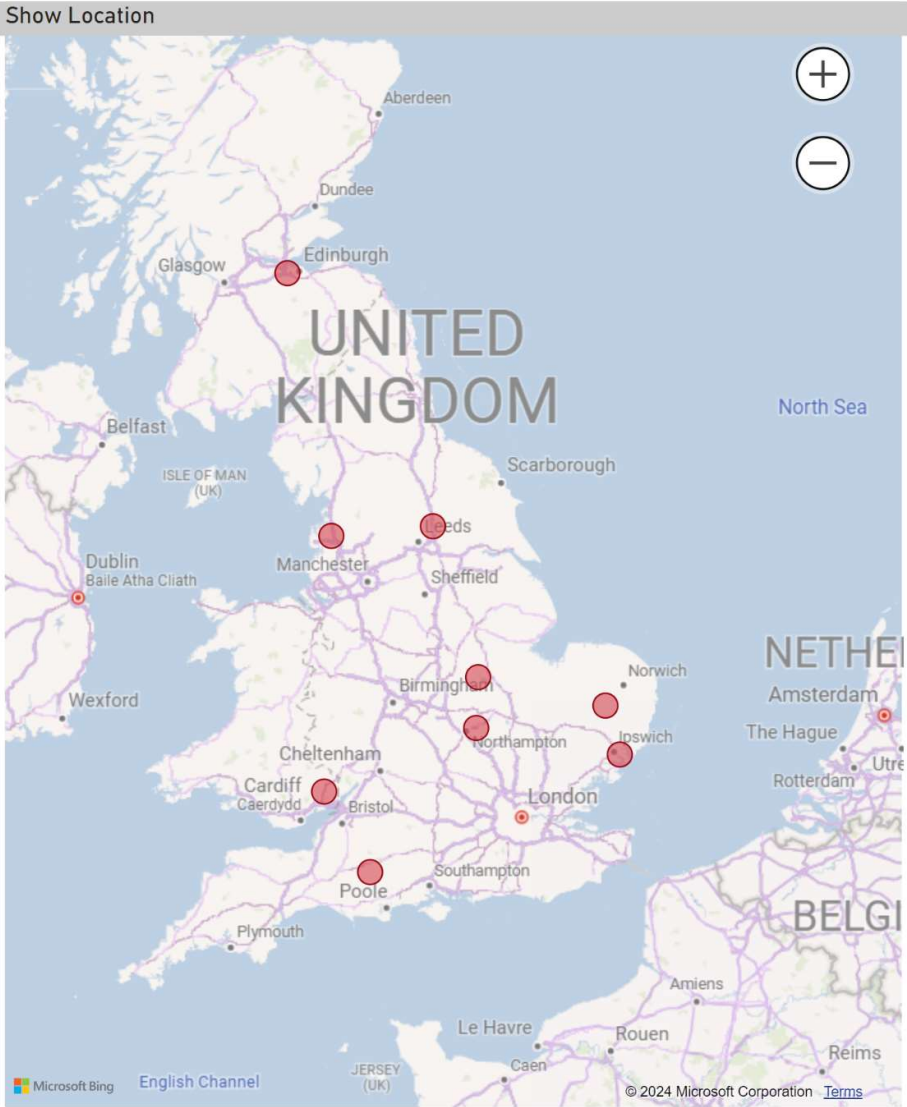 Show Location
Aberdeen
Dundee
Edinburgh
Glasgow
UNITED
KINGDOM
North Sea
Belfast
Scarborough
ISLE OF MAN
(UK)
Leeds
Dublin
Baile Atha Cliath
Manchester
Sheffield
NETHE
Norwich
Birmingham
Amsterdam
Wexford
The Hague
Ipswich
Northampton
Utre
Cheltenham
Rotterdam
Cardiff
Caerdydd
London
Bristol
Southampton
Poole
BELGI
Plymouth
Amiens
Le Havre
Rouen
Reims
Caen
JERSEY
(UK)
Microsoft Bing
English Channel
© 2024 Microsoft Corporation Terms